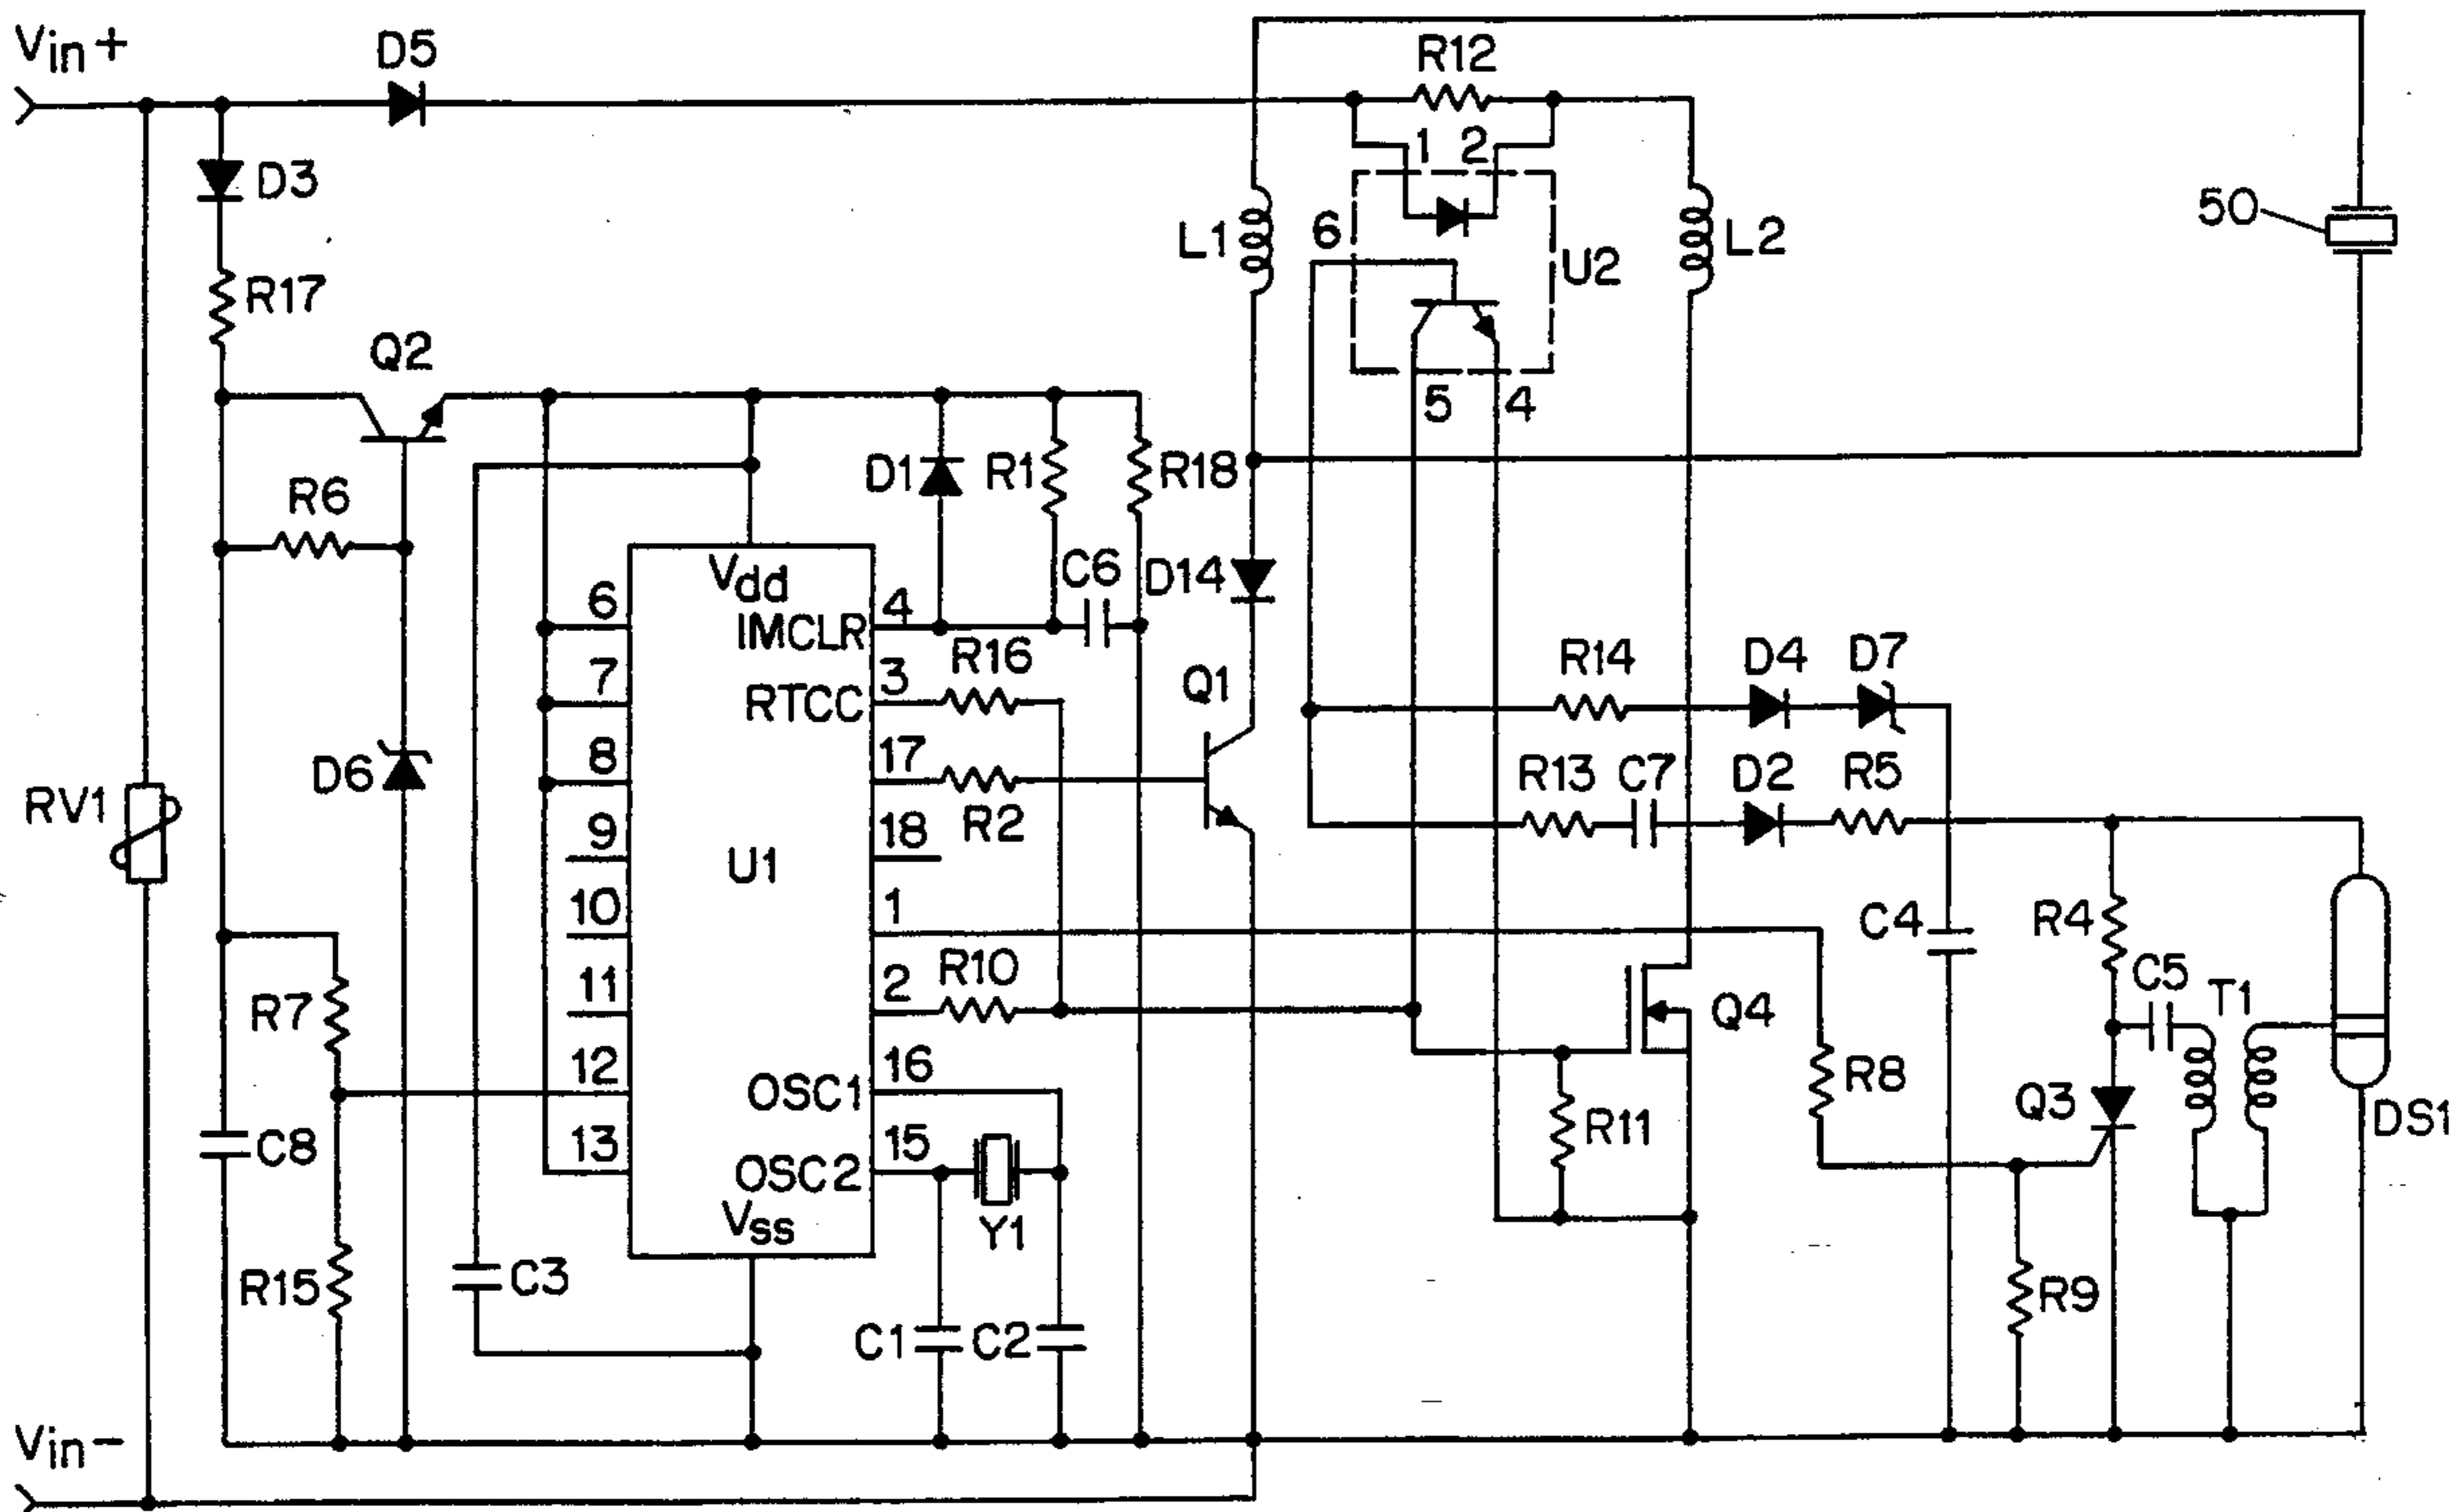 Vin+
D5
R12
D3
1 2
50
6
L1
L2
U2
R17
Q2
5 4
D1
R1
R18
R6
C6
D14
Vdd
6
IMCLR
4
R16
R14
D4
D7
7
RTCC
3
Q1
D6
8
17
R13
C7
D2
R5
RV1
R2
9
18
U1
10
1
C4
R4
R7
11
2
R10
Q4
C5
T1
12
16
R8
OSC1
Q3
R11
DS1
C8
13
15
OSC2
Vss
Y1
R15
C3
R9
C1
C2
Vin−